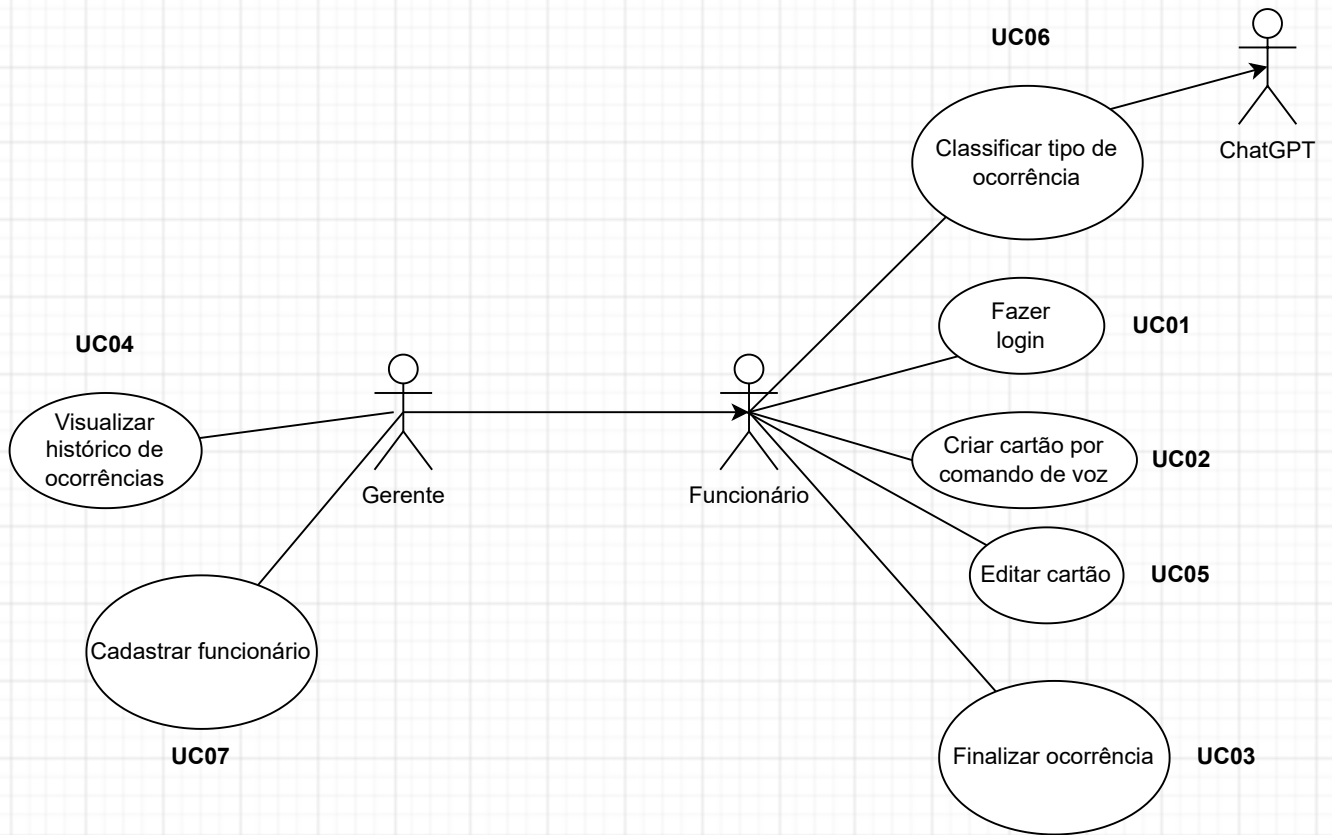 UC06
ChatGPT
Classificar tipo de
ocorrência
Fazer
login
UC01
UC04
Visualizar
histórico de
ocorrências
Criar cartão por
comando de voz
UC02
Gerente
Funcionário
Editar cartão
UC05
Cadastrar funcionário
UC07
Finalizar ocorrência
UC03